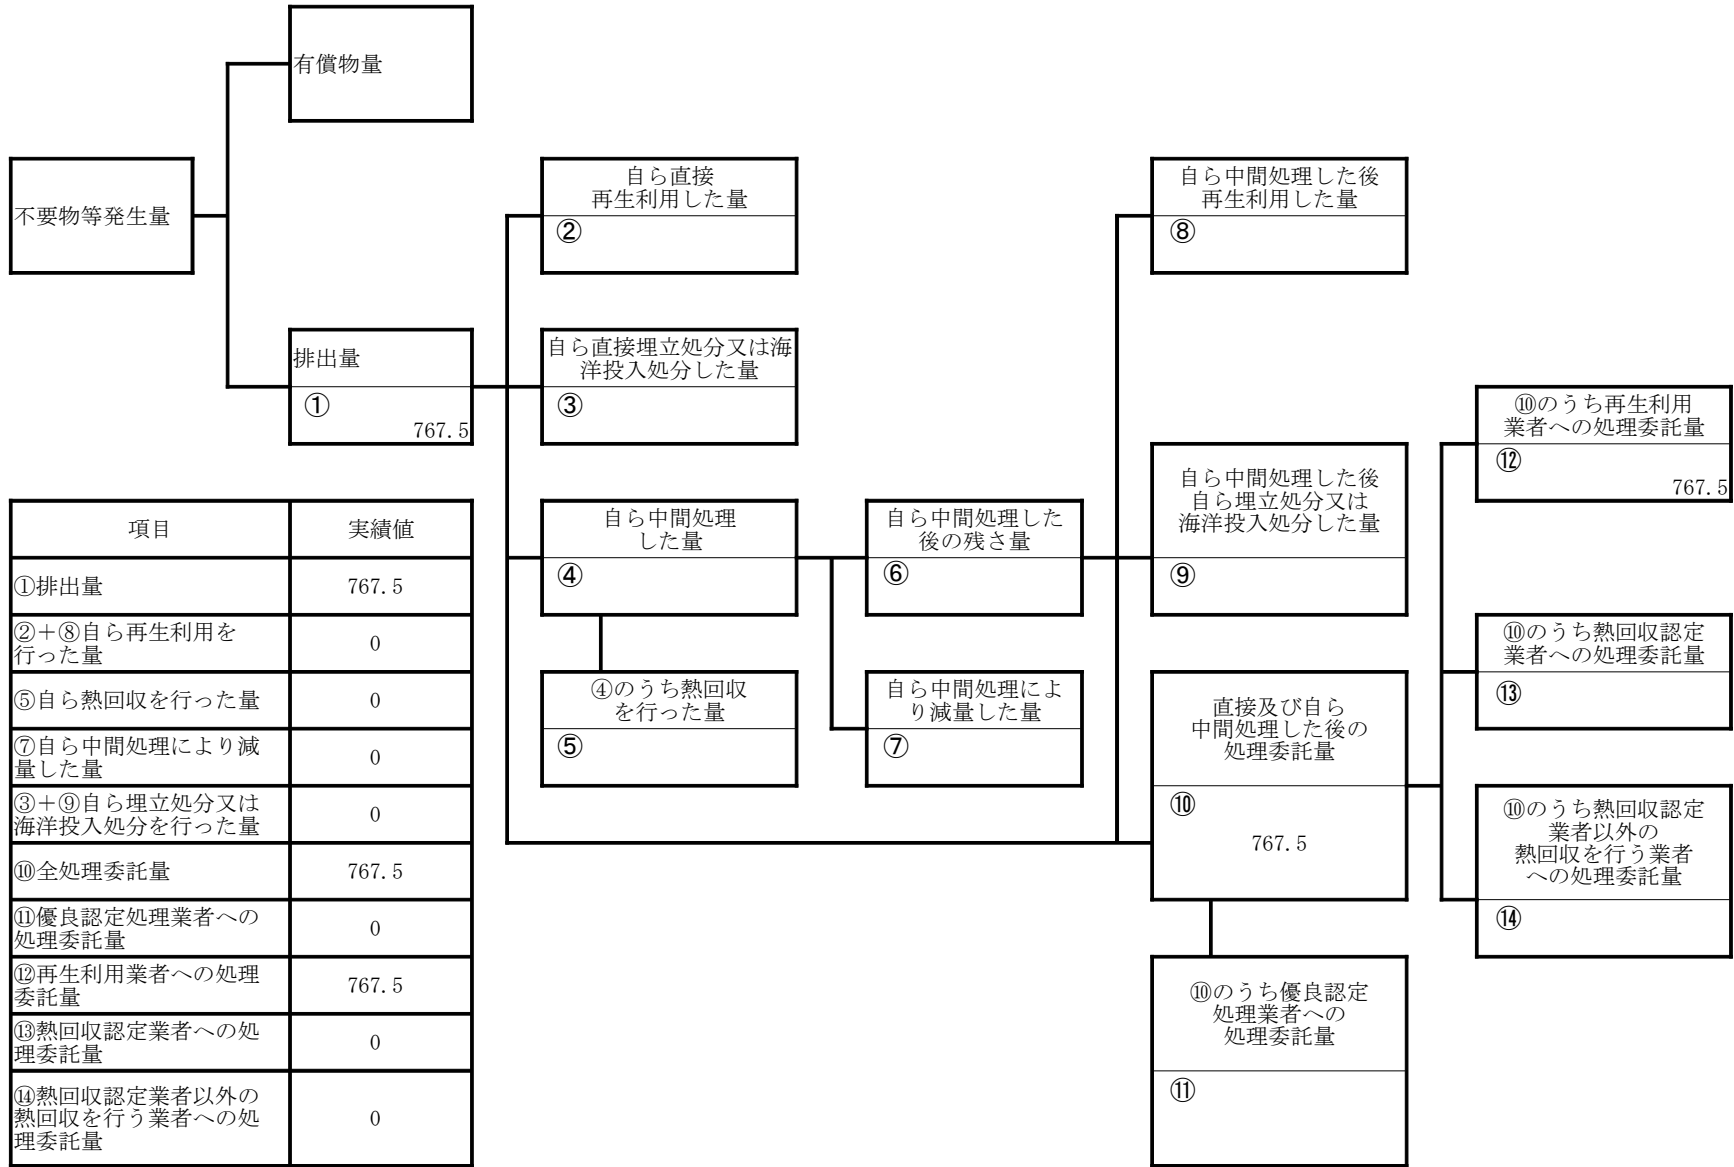 有償物量
不要物等発生量
自ら直接
再生利用した量
②
自ら中間処理した後
再生利用した量
⑧
排出量
①
767.5
自ら直接埋立処分又は海
洋投入処分した量
③
⑩のうち再生利用
業者への処理委託量
⑫
767.5
自ら中間処理
した量
④
自ら中間処理した
後の残さ量
⑥
自ら中間処理した後
自ら埋立処分又は
海洋投入処分した量
⑨
⑩のうち熱回収認定
業者への処理委託量
⑬
④のうち熱回収
を行った量
⑤
自ら中間処理によ
り減量した量
⑦
直接及び自ら
中間処理した後の
処理委託量
⑩
767.5
⑩のうち熱回収認定
業者以外の
熱回収を行う業者
への処理委託量
⑭
⑩のうち優良認定
処理業者への
処理委託量
⑪
項目 実績値
①排出量 767.5
②＋⑧自ら再生利用を
行った量 0
⑤自ら熱回収を行った量 0
⑦自ら中間処理により減
量した量 0
③＋⑨自ら埋立処分又は
海洋投入処分を行った量 0
⑩全処理委託量 767.5
⑪優良認定処理業者への
処理委託量 0
⑫再生利用業者への処理
委託量 767.5
⑬熱回収認定業者への処
理委託量 0
⑭熱回収認定業者以外の
熱回収を行う業者への処
理委託量 0